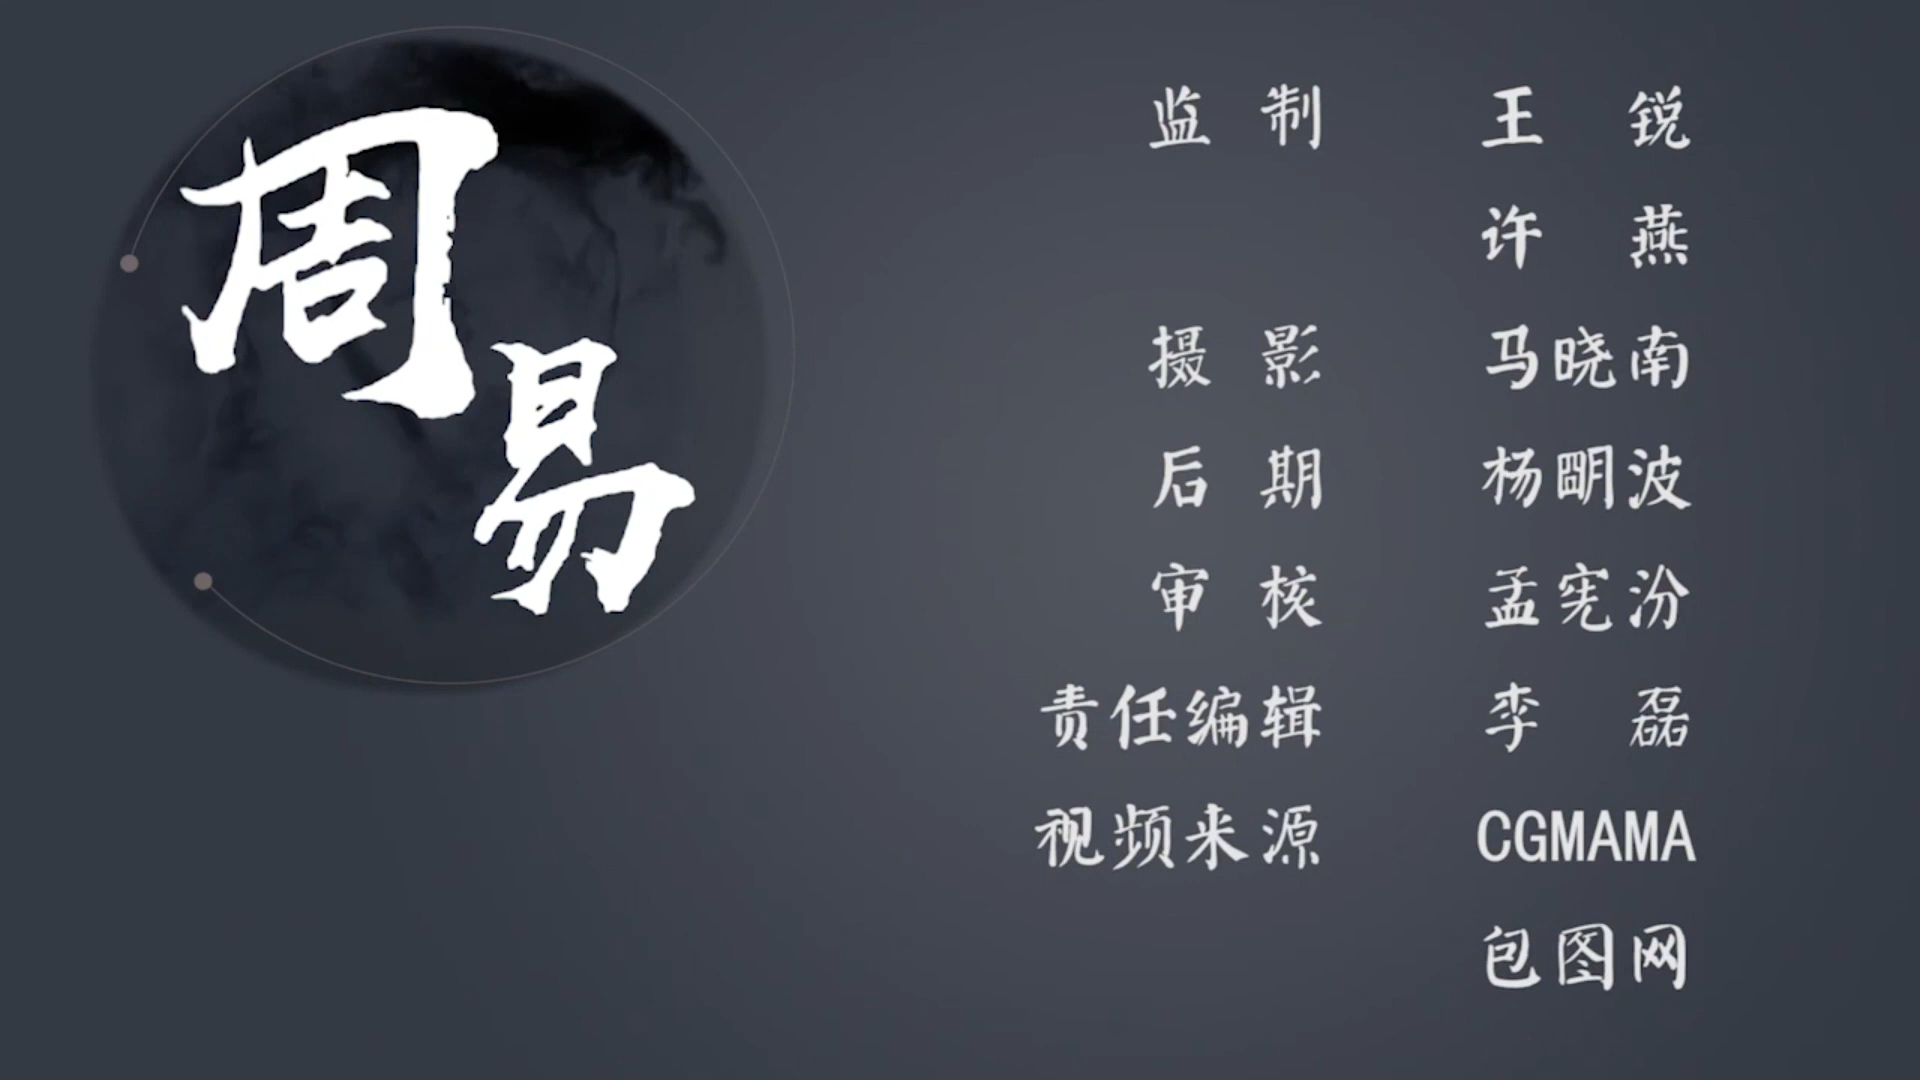 周易
监制 王锐
许燕
摄影 马晓南
后期 杨明波
审核 孟宪汾
责任编辑 李磊
视频来源 CGMAMA
包图网